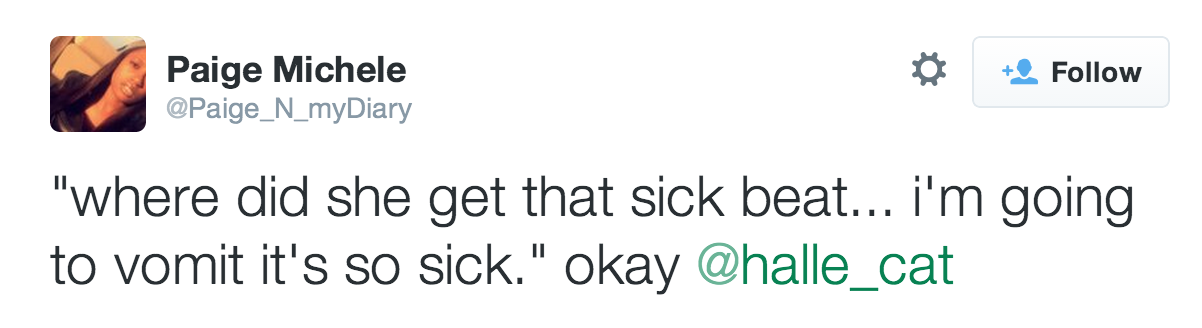 Paige Michele
@Paige_N_myDiary
Follow
"where did she get that sick beat... i'm going
to vomit it's so sick." okay @halle_cat